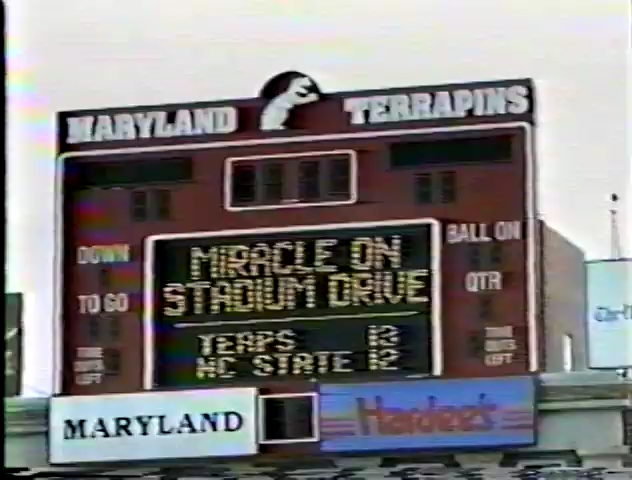 MARYLAND TERRAPINS
DOWN
BALL ON
MIRACLE ON
STADIUM DRIVE
TO GO
QTR
TERPS 13
NC STATE 12
TIME
OUTS
LEFT
TIME
OUTS
LEFT
MARYLAND
Hardee's